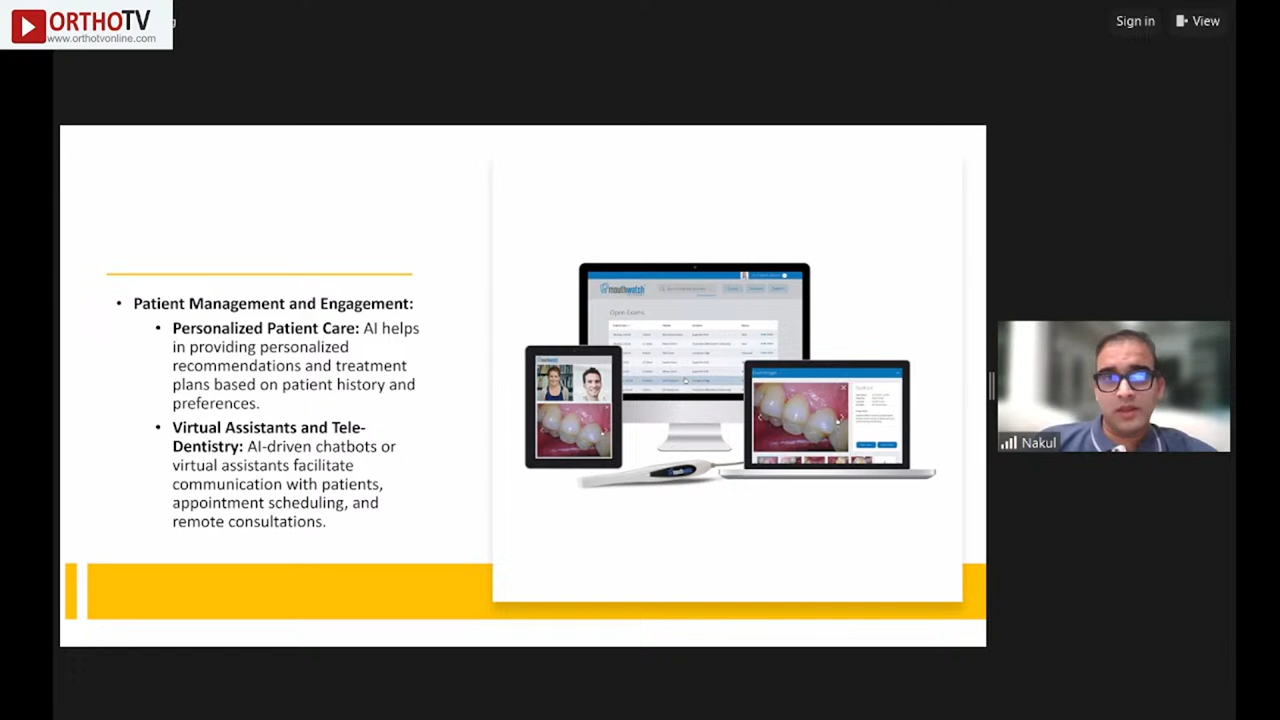 ORTHOTV
www.orthotvonline.com
Sign in
View
• Patient Management and Engagement:
• Personalized Patient Care: AI helps
in providing personalized
recommendations and treatment
plans based on patient history and
preferences.
• Virtual Assistants and Tele-
Dentistry: AI-driven chatbots or
virtual assistants facilitate
communication with patients,
appointment scheduling, and
remote consultations.
mouthwatch
Open Exams
Nakul